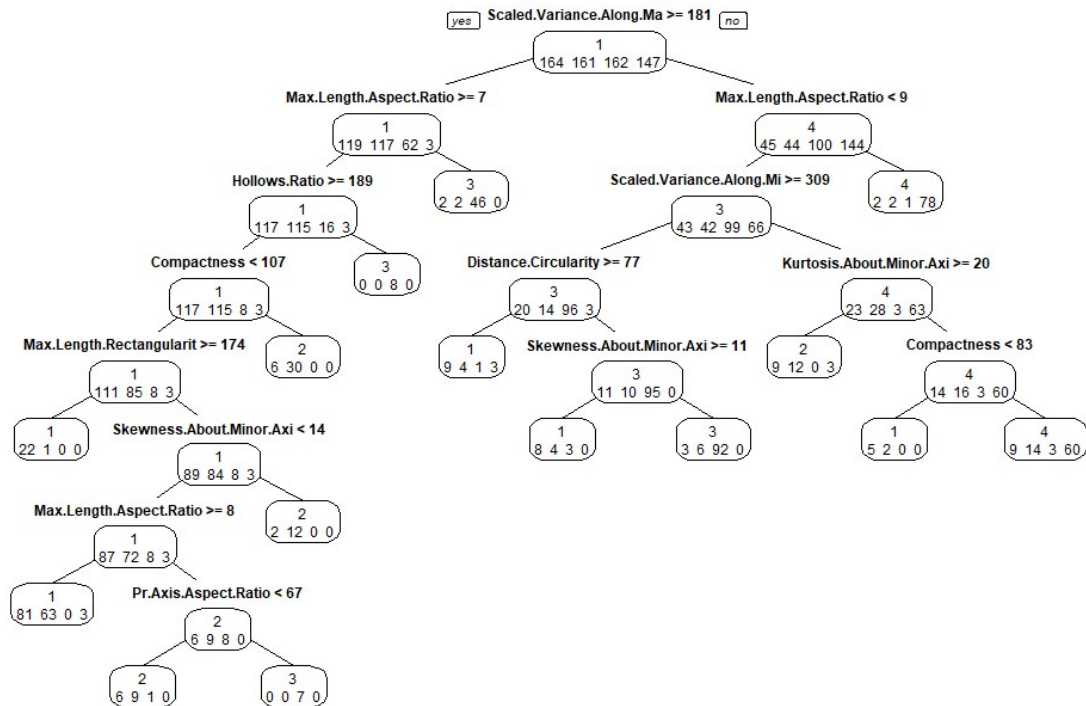 yes Scaled.Variance.Along.Ma >= 181 no
1
164 161 162 147
Max.Length.Aspect.Ratio >= 7 Max.Length.Aspect.Ratio < 9
1 4
119 117 62 3 45 44 100 144
Hollows.Ratio >= 189 3 Scaled.Variance.Along.Mi >= 309 4
2 2 46 0 2 2 1 78
1 3
117 115 16 3 43 42 99 66
Compactness < 107 3 Distance.Circularity >= 77 Kurtosis.About.Minor.Axi >= 20
0 0 8 0
1 3 4
117 115 8 3 20 14 96 3 23 28 3 63
Max.Length.Rectangularit >= 174 2 1 Skewness.About.Minor.Axi >= 11 2 Compactness < 83
6 30 0 0 9 4 1 3 9 12 0 3
1 3 4
111 85 8 3 11 10 95 0 14 16 3 60
1 Skewness.About.Minor.Axi < 14 1 3 1 4
22 1 0 0 8 4 3 0 3 6 92 0 5 2 0 0 9 14 3 60
1
89 84 8 3
Max.Length.Aspect.Ratio >= 8 2
2 12 0 0
1
87 72 8 3
1 Pr.Axis.Aspect.Ratio < 67
81 63 0 3
2
6 9 8 0
2 3
6 9 1 0 0 0 7 0